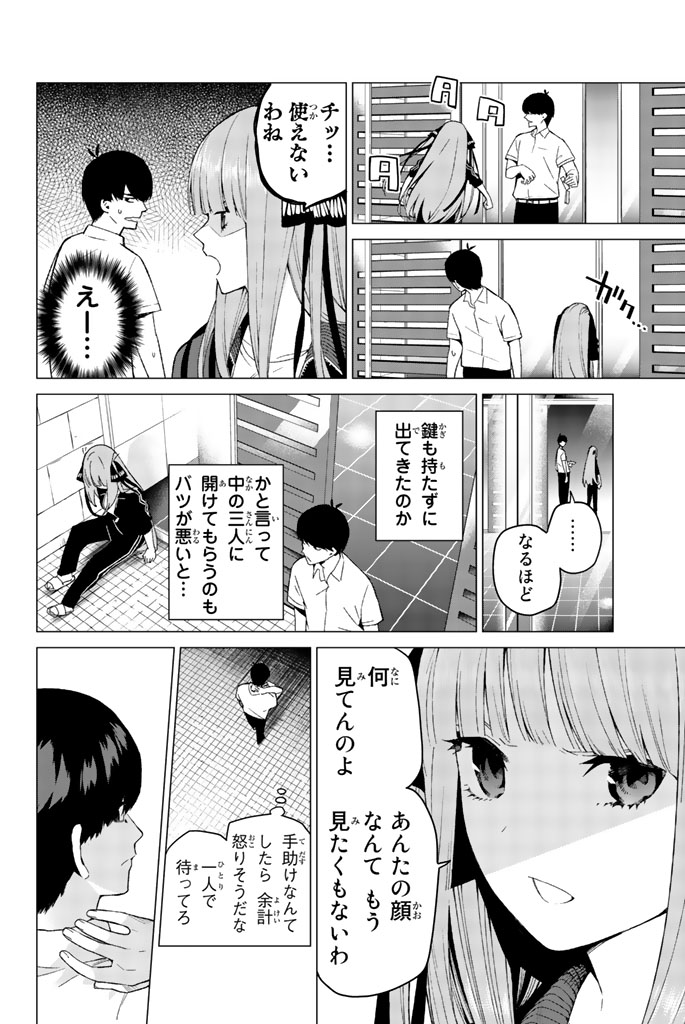 ガクッ…
チッ…
使えない
わね
えー…
……
なるほど
鍵も持たずに
出てきたのか
かと言って
中の三人に
開けてもらうのも
バツが悪いと…
何
見てんのよ
あんたの顔
なんて もう
見たくもないわ
手助けなんて
したら 余計
怒りそうだな
一人で
待ってろ